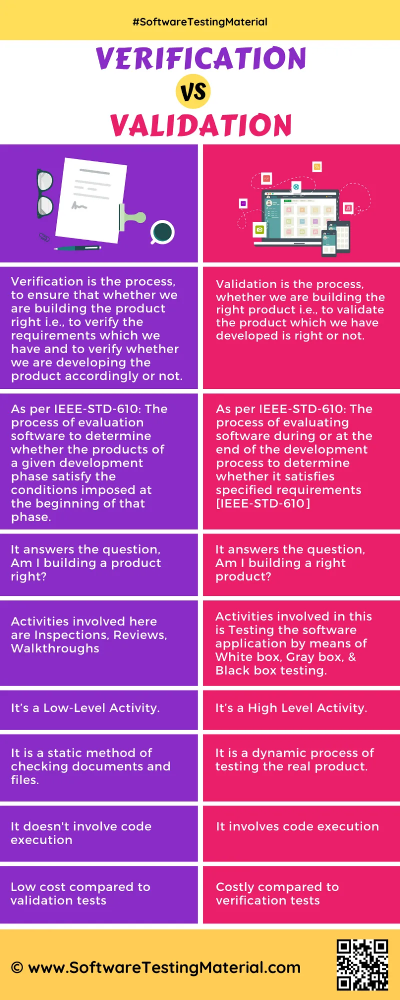 #SoftwareTestingMaterial
VERIFICATION
VS
VALIDATION
Verification is the process,
to ensure that whether we
are building the product
right i.e., to verify the
requirements which we
have and to verify whether
we are developing the
product accordingly or not.
Validation is the process,
whether we are building the
right product i.e., to validate
the product which we have
developed is right or not.
As per IEEE-STD-610: The
process of evaluation
software to determine
whether the products of
a given development
phase satisfy the
conditions imposed at
the beginning of that
phase.
As per IEEE-STD-610: The
process of evaluating
software during or at the
end of the development
process to determine
whether it satisfies
specified requirements
[IEEE-STD-610]
It answers the question,
Am I building a product
right?
It answers the question,
Am I building a right
product?
Activities involved here
are Inspections, Reviews,
Walkthroughs
Activities involved in this
is Testing the software
application by means of
White box, Gray box, &
Black box testing.
It's a Low-Level Activity.
It's a High Level Activity.
It is a static method of
checking documents and
files.
It is a dynamic process of
testing the real product.
It doesn't involve code
execution
It involves code execution
Low cost compared to
validation tests
Costly compared to
verification tests
© www.SoftwareTestingMaterial.com